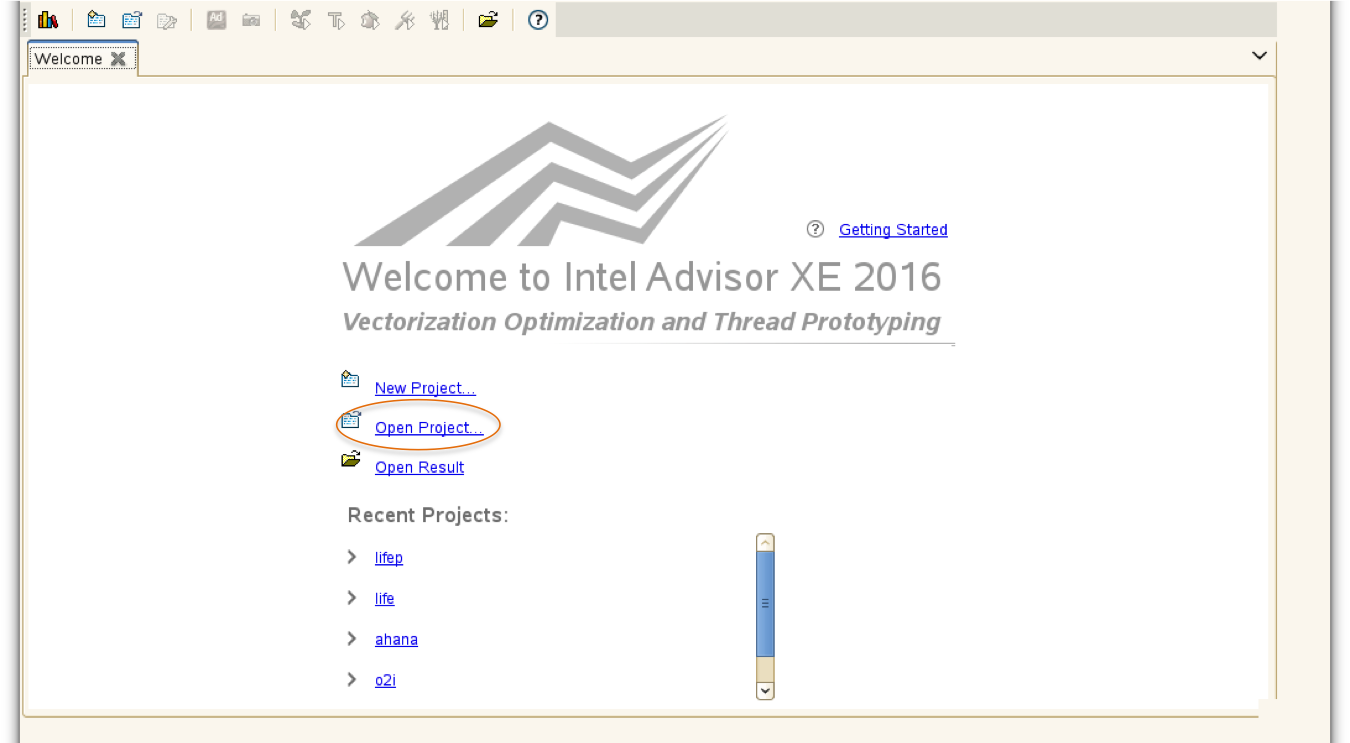 Ad
Welcome
Getting Started
Welcome to Intel Advisor XE 2016
Vectorization Optimization and Thread Prototyping
New Project...
Open Project...
Open Result
Recent Projects:
lifep
life
ahana
o2i